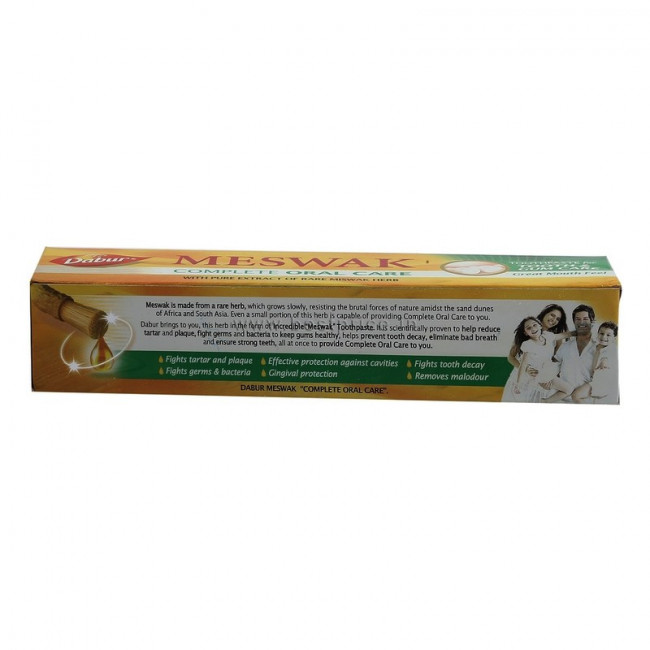 Dabur
MESWAK
COMPLETE ORAL CARE
WITH PURE EXTRACT OF RARE MISWAK HERB
TOOTHPASTE for
TOOTH &
GUM CARE
Great Mouth Feel
Meswak is made from a rare herb, which grows slowly, resisting the brutal forces of nature amidst the sand dunes
of Africa and South Asia. Even a small portion of this herb is capable of providing Complete Oral Care to you.
Dabur brings to you, this herb in the form of incredible "Meswak" Toothpaste. It is scientifically proven to help reduce
tartar and plaque, fight germs and bacteria to keep gums healthy, helps prevent tooth decay, eliminate bad breath
and ensure strong teeth, all at once to provide Complete Oral Care to you.
Fights tartar and plaque Effective protection against cavities Fights tooth decay
Fights germs & bacteria Gingival protection Removes malodour
DABUR MESWAK "COMPLETE ORAL CARE".